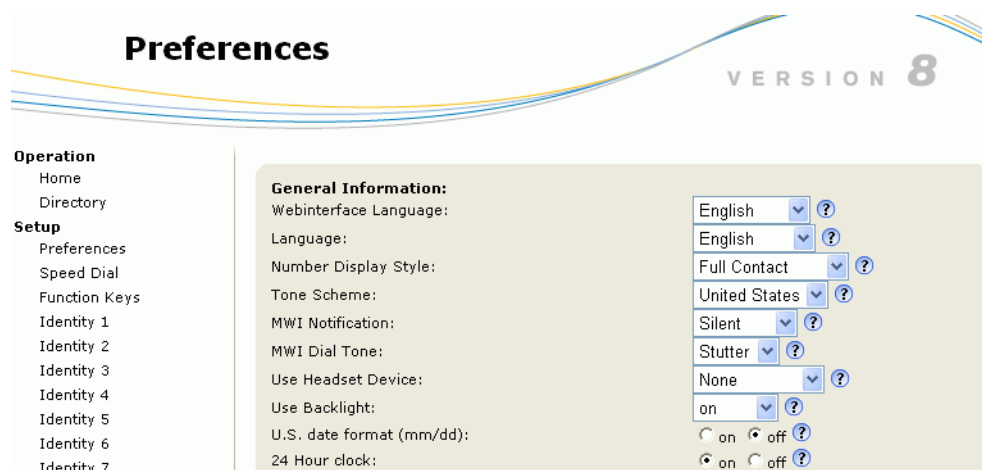 Preferences
VERSION 8
Operation
Home
Directory
Setup
Preferences
Speed Dial
Function Keys
Identity 1
Identity 2
Identity 3
Identity 4
Identity 5
Identity 6
Identity 7
General Information:
Webinterface Language: English ?
Language: English ?
Number Display Style: Full Contact ?
Tone Scheme: United States ?
MWI Notification: Silent ?
MWI Dial Tone: Stutter ?
Use Headset Device: None ?
Use Backlight: on ?
U.S. date format (mm/dd): on off ?
24 Hour clock: on off ?